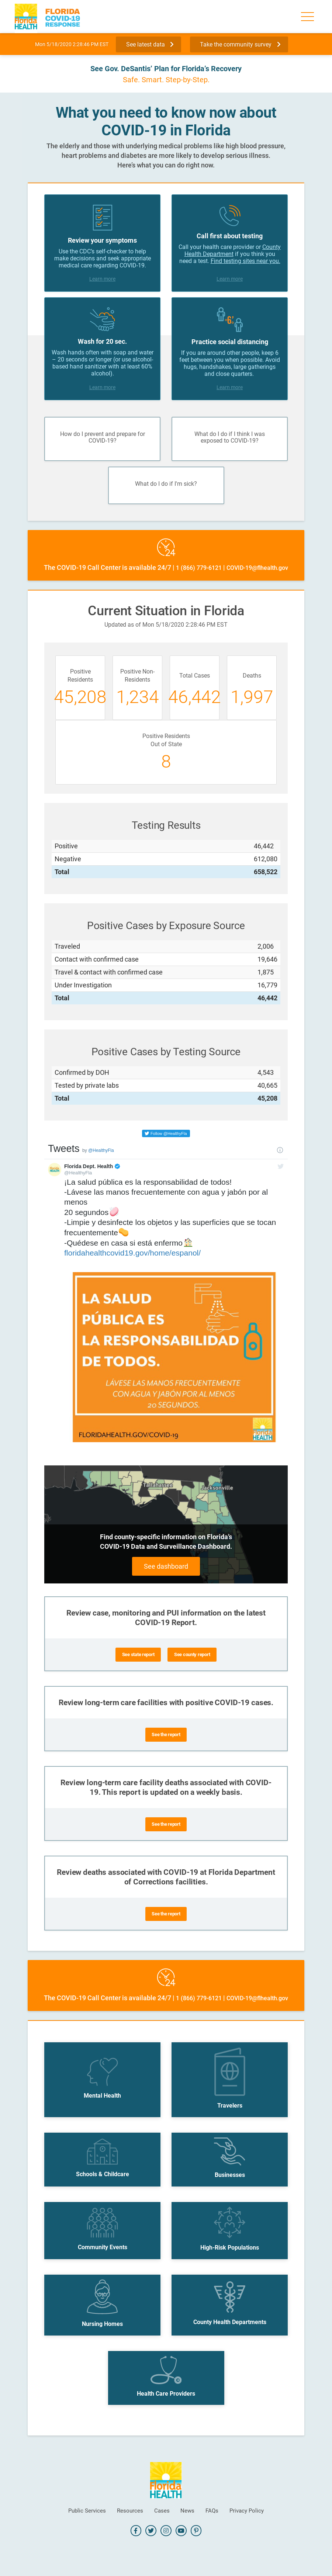 FLORIDA
COVID-19
RESPONSE
Florida
HEALTH
Mon 5/18/2020 2:28:46 PM EST
See latest data
Take the community survey
See Gov. DeSantis’ Plan for Florida's Recovery
Safe. Smart. Step-by-Step.
What you need to know now about
COVID-19 in Florida
The elderly and those with underlying medical problems like high blood pressure,
heart problems and diabetes are more likely to develop serious illness.
Here's what you can do right now.
Review your symptoms
Use the CDC's self-checker to help
make decisions and seek appropriate
medical care regarding COVID-19.
Learn more
Call first about testing
Call your health care provider or County
Health Department if you think you
need a test. Find testing sites near you.
Learn more
Wash for 20 sec.
Wash hands often with soap and water
– 20 seconds or longer (or use alcohol-
based hand sanitizer with at least 60%
alcohol).
Learn more
6'
Practice social distancing
If you are around other people, keep 6
feet between you when possible. Avoid
hugs, handshakes, large gatherings
and close quarters.
Learn more
How do I prevent and prepare for
COVID-19?
What do I do if I think I was
exposed to COVID-19?
What do I do if I'm sick?
24
The COVID-19 Call Center is available 24/7 | 1 (866) 779-6121 | COVID-19@flhealth.gov
Current Situation in Florida
Updated as of Mon 5/18/2020 2:28:46 PM EST
Positive
Residents
45,208
Positive Non-
Residents
1,234
Total Cases
46,442
Deaths
1,997
Positive Residents
Out of State
8
Testing Results
Positive 46,442
Negative 612,080
Total 658,522
Positive Cases by Exposure Source
Traveled 2,006
Contact with confirmed case 19,646
Travel & contact with confirmed case 1,875
Under Investigation 16,779
Total 46,442
Positive Cases by Testing Source
Confirmed by DOH 4,543
Tested by private labs 40,665
Total 45,208
Follow @HealthyFla
Tweets by @HealthyFla
Florida Dept. Health
@HealthyFla
¡La salud pública es la responsabilidad de todos!
-Lávese las manos frecuentemente con agua y jabón por al
menos
20 segundos
-Limpie y desinfecte los objetos y las superficies que se tocan
frecuentemente
-Quédese en casa si está enfermo
floridahealthcovid19.gov/home/espanol/
LA SALUD
PÚBLICA ES
LA RESPONSABILIDAD
DE TODOS.
LÁVESE LAS MANOS FRECUENTEMENTE
CON AGUA Y JABÓN POR AL MENOS
20 SEGUNDOS.
FLORIDAHEALTH.GOV/COVID-19
Florida
HEALTH
Tallahassee
Jacksonville
Find county-specific information on Florida's
COVID-19 Data and Surveillance Dashboard.
See dashboard
Review case, monitoring and PUI information on the latest
COVID-19 Report.
See state report
See county report
Review long-term care facilities with positive COVID-19 cases.
See the report
Review long-term care facility deaths associated with COVID-
19. This report is updated on a weekly basis.
See the report
Review deaths associated with COVID-19 at Florida Department
of Corrections facilities.
See the report
24
The COVID-19 Call Center is available 24/7 | 1 (866) 779-6121 | COVID-19@flhealth.gov
Mental Health
Travelers
Schools & Childcare
Businesses
Community Events
High-Risk Populations
Nursing Homes
County Health Departments
Health Care Providers
Florida
HEALTH
Public Services
Resources
Cases
News
FAQs
Privacy Policy